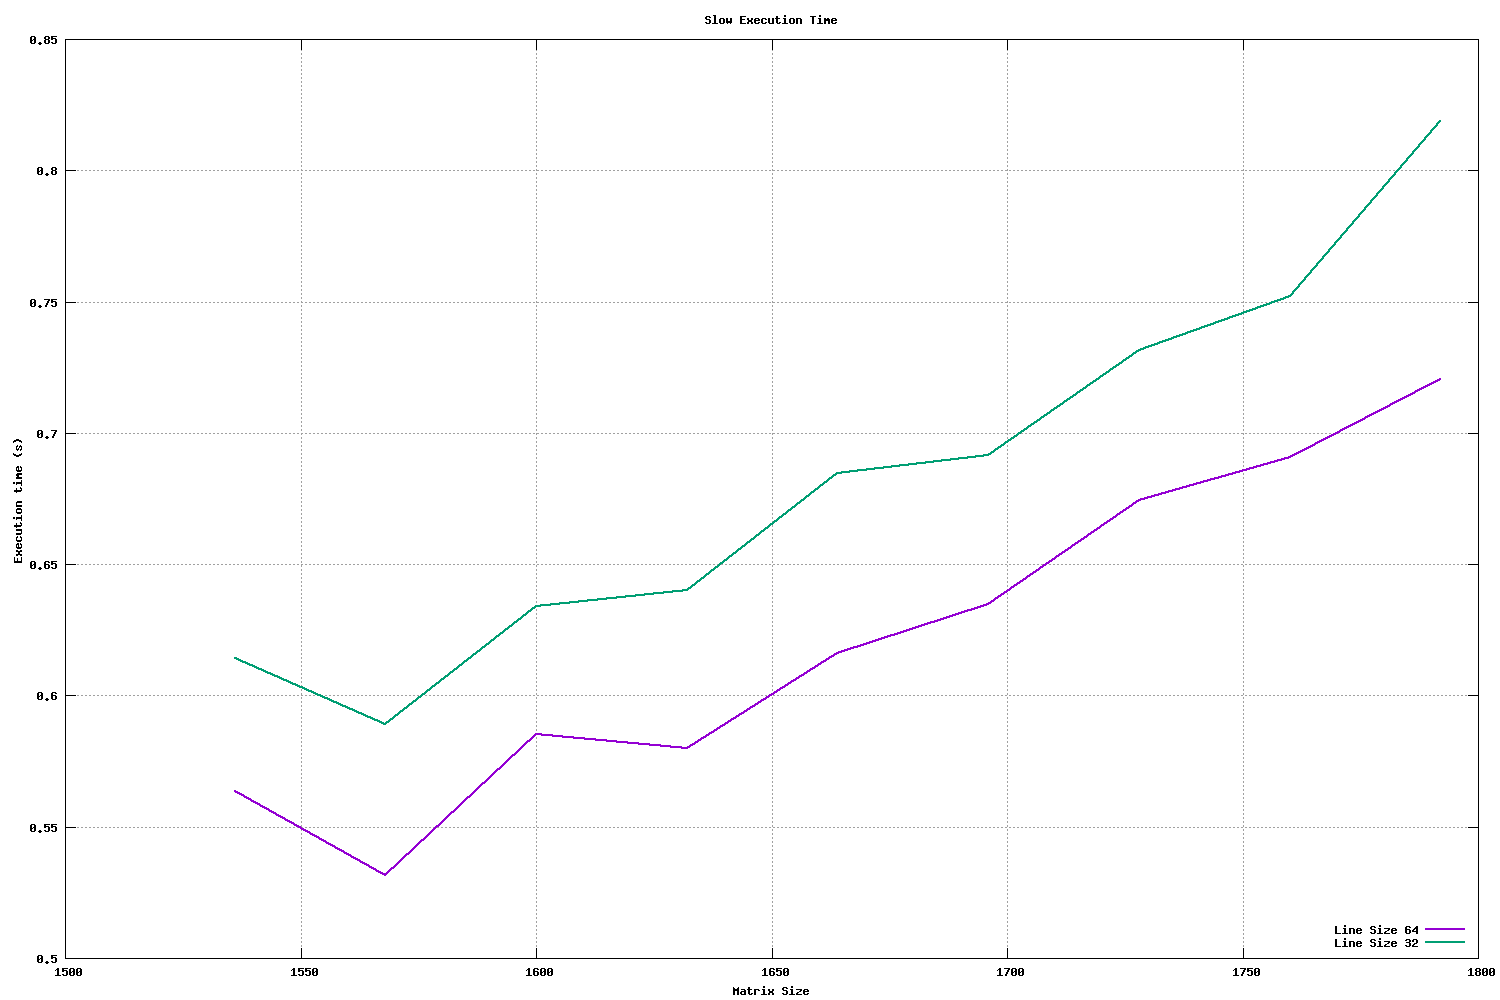 Slow Execution Time
0.85
0.8
0.75
0.7
0.65
0.6
0.55
0.5
Execution time (s)
Line Size 64
Line Size 32
1500 1550 1600 1650 1700 1750 1800
Matrix Size